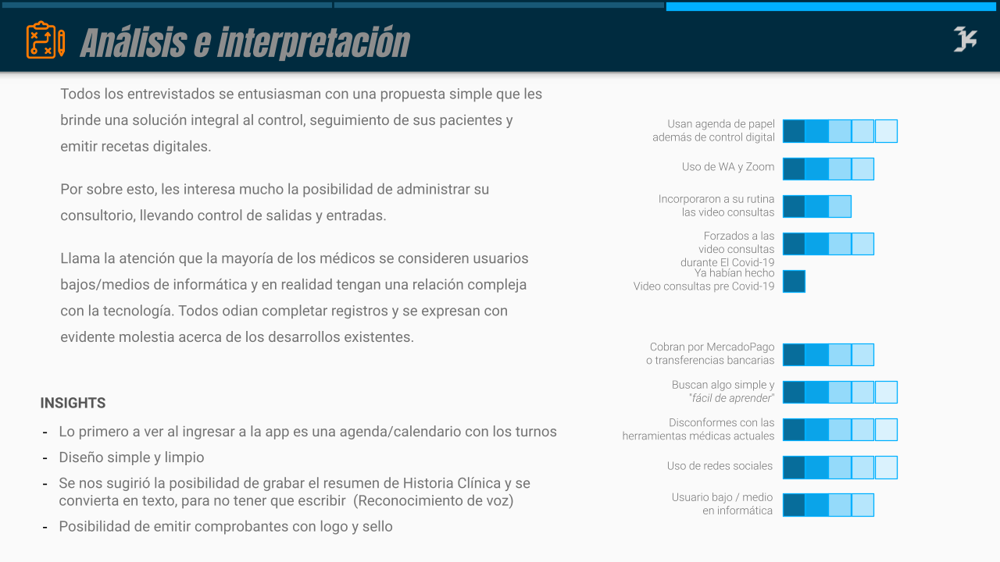 Análisis e interpretación
Todos los entrevistados se entusiasman con una propuesta simple que les
brinde una solución integral al control, seguimiento de sus pacientes y
emitir recetas digitales.
Por sobre esto, les interesa mucho la posibilidad de administrar su
consultorio, llevando control de salidas y entradas.
Llama la atención que la mayoría de los médicos se consideren usuarios
bajos/medios de informática y en realidad tengan una relación compleja
con la tecnología. Todos odian completar registros y se expresan con
evidente molestia acerca de los desarrollos existentes.
INSIGHTS
- Lo primero a ver al ingresar a la app es una agenda/calendario con los turnos
- Diseño simple y limpio
- Se nos sugirió la posibilidad de grabar el resumen de Historia Clínica y se
convierta en texto, para no tener que escribir  (Reconocimiento de voz)
- Posibilidad de emitir comprobantes con logo y sello
Usan agenda de papel
además de control digital
Uso de WA y Zoom
Incorporaron a su rutina
las video consultas
Forzados a las
video consultas
durante El Covid-19
Ya habían hecho
Video consultas pre Covid-19
Cobran por MercadoPago
o transferencias bancarias
Buscan algo simple y
"fácil de aprender"
Disconformes con las
herramientas médicas actuales
Uso de redes sociales
Usuario bajo / medio
en informática